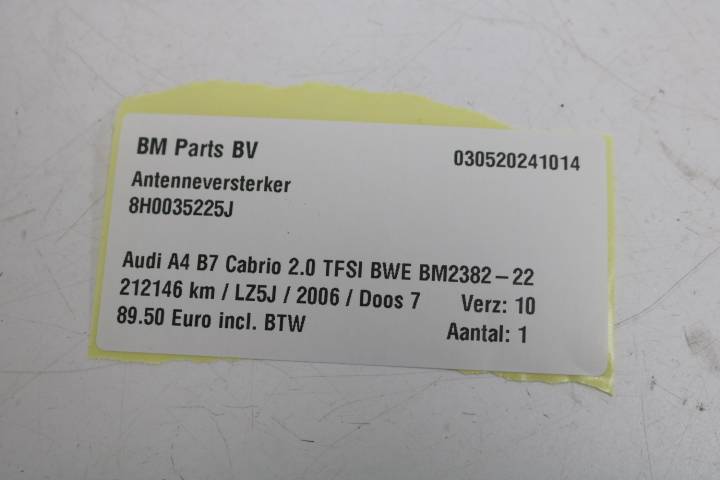 BM Parts BV 030520241014
Antenneversterker
8H0035225J
Audi A4 B7 Cabrio 2.0 TFSI BWE BM2382-22
212146 km / LZ5J / 2006 / Doos 7 Verz: 10
89.50 Euro incl. BTW Aantal: 1